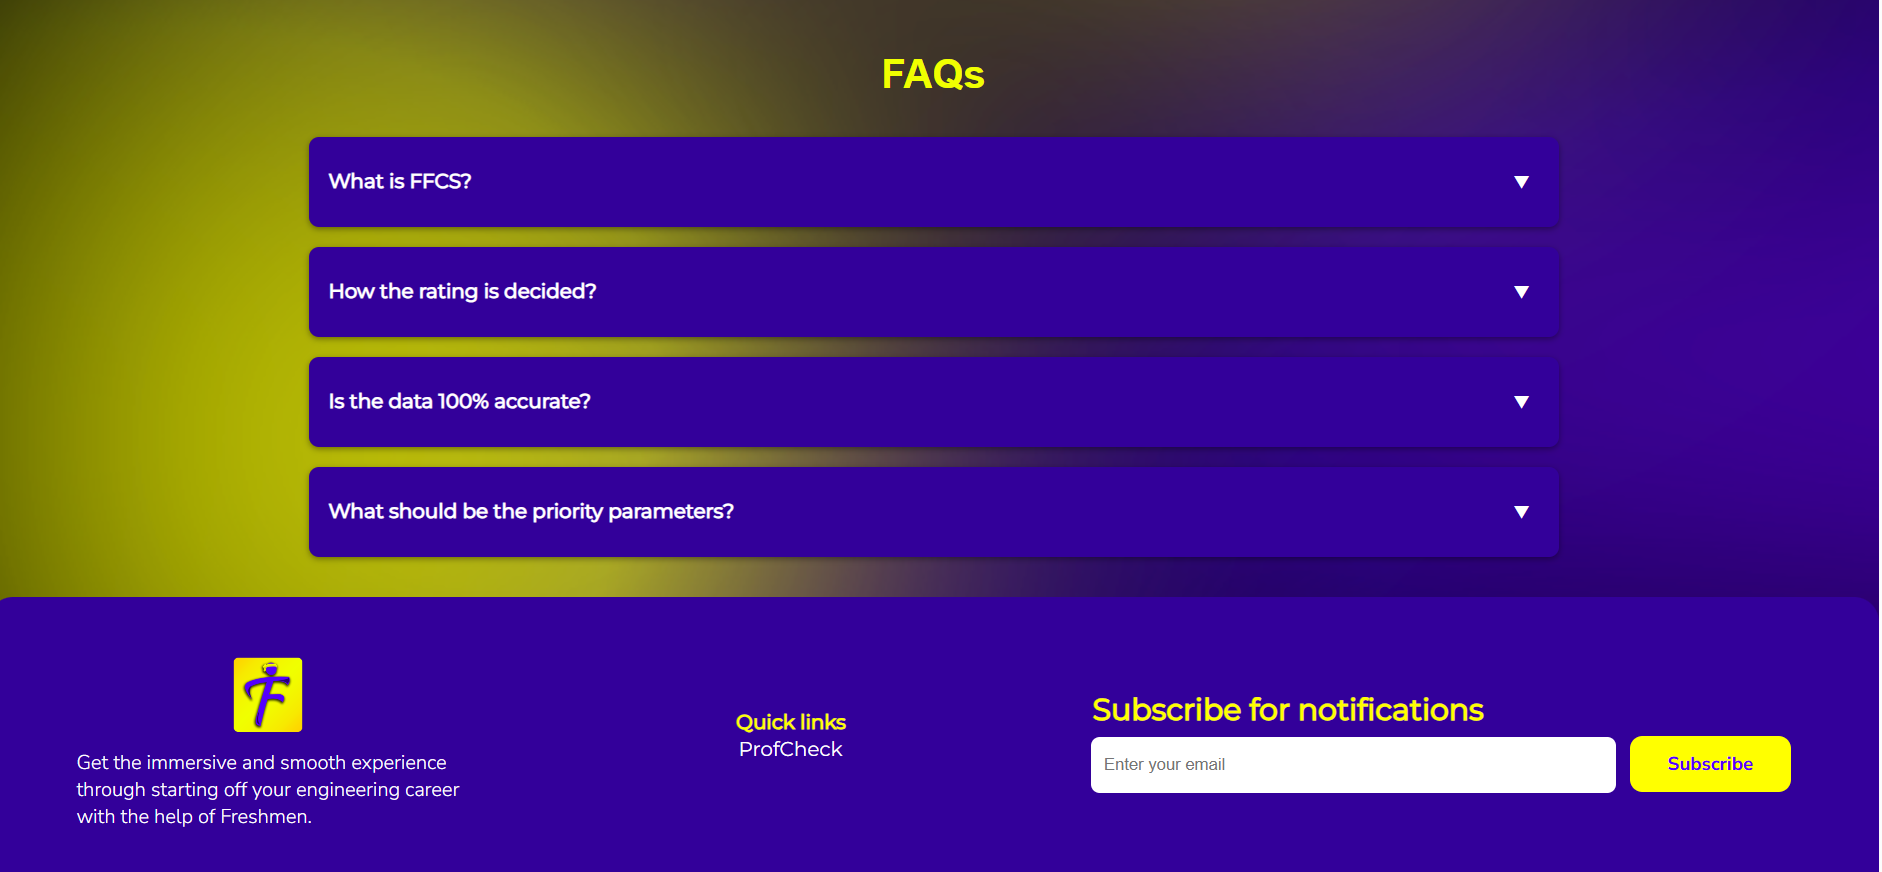 FAQs
What is FFCS?
How the rating is decided?
Is the data 100% accurate?
What should be the priority parameters?
F
Get the immersive and smooth experience
through starting off your engineering career
with the help of Freshmen.
Quick links
ProfCheck
Subscribe for notifications
Enter your email
Subscribe